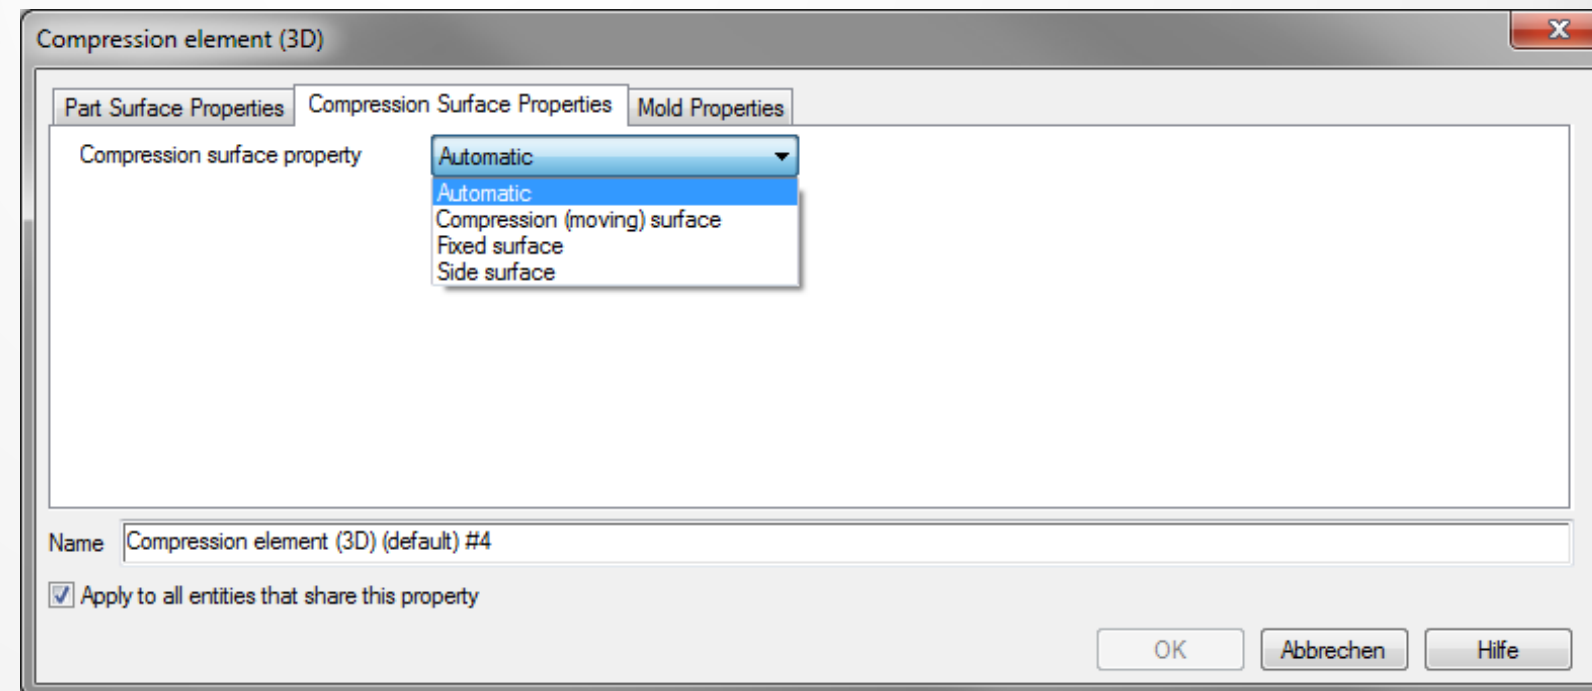 Compression element (3D)
Part Surface Properties Compression Surface Properties Mold Properties
Compression surface property Automatic
Automatic
Compression (moving) surface
Fixed surface
Side surface
Name Compression element (3D) (default) #4
Apply to all entities that share this property
OK Abbrechen Hilfe